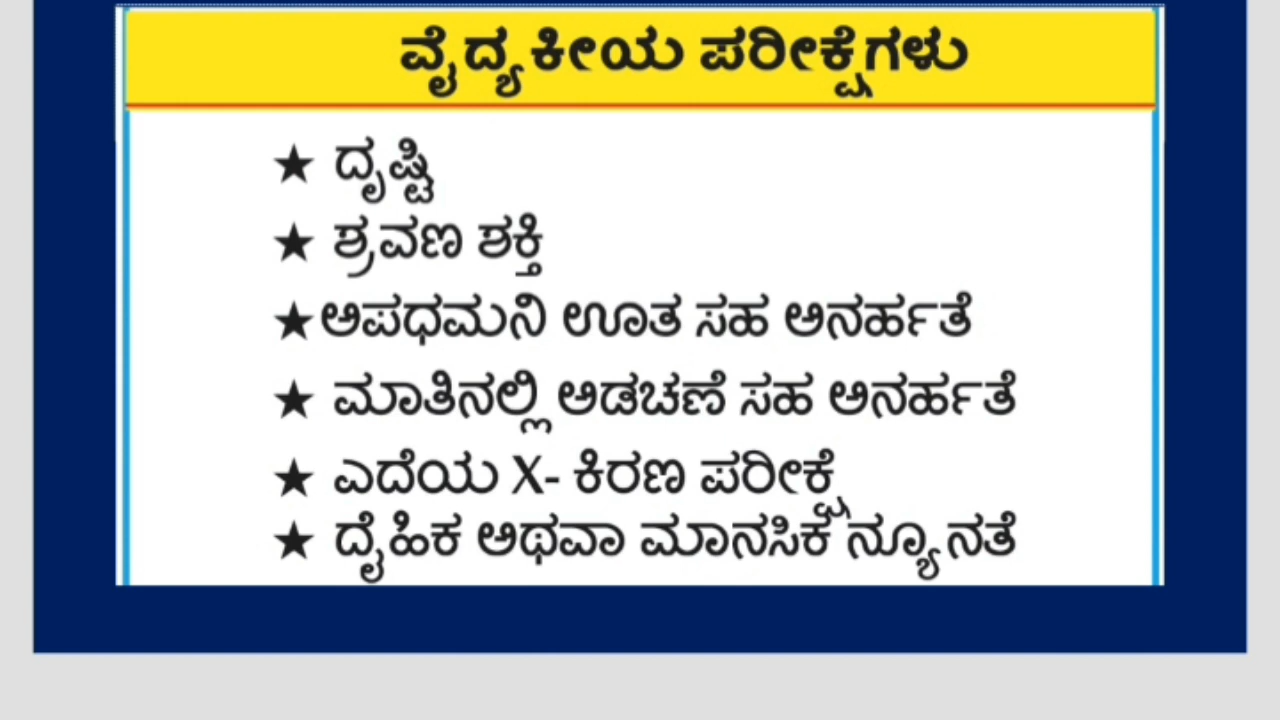 ವೈದ್ಯಕೀಯ ಪರೀಕ್ಷೆಗಳು
★ ದೃಷ್ಟಿ
★ ಶ್ರವಣ ಶಕ್ತಿ
★ಅಪಧಮನಿ ಊತ ಸಹ ಅನರ್ಹತೆ
★ ಮಾತಿನಲ್ಲಿ ಅಡಚಣೆ ಸಹ ಅನರ್ಹತೆ
★ ಎದೆಯ X- ಕಿರಣ ಪರೀಕ್ಷೆ
★ ದೈಹಿಕ ಅಥವಾ ಮಾನಸಿಕ ನ್ಯೂನತೆ